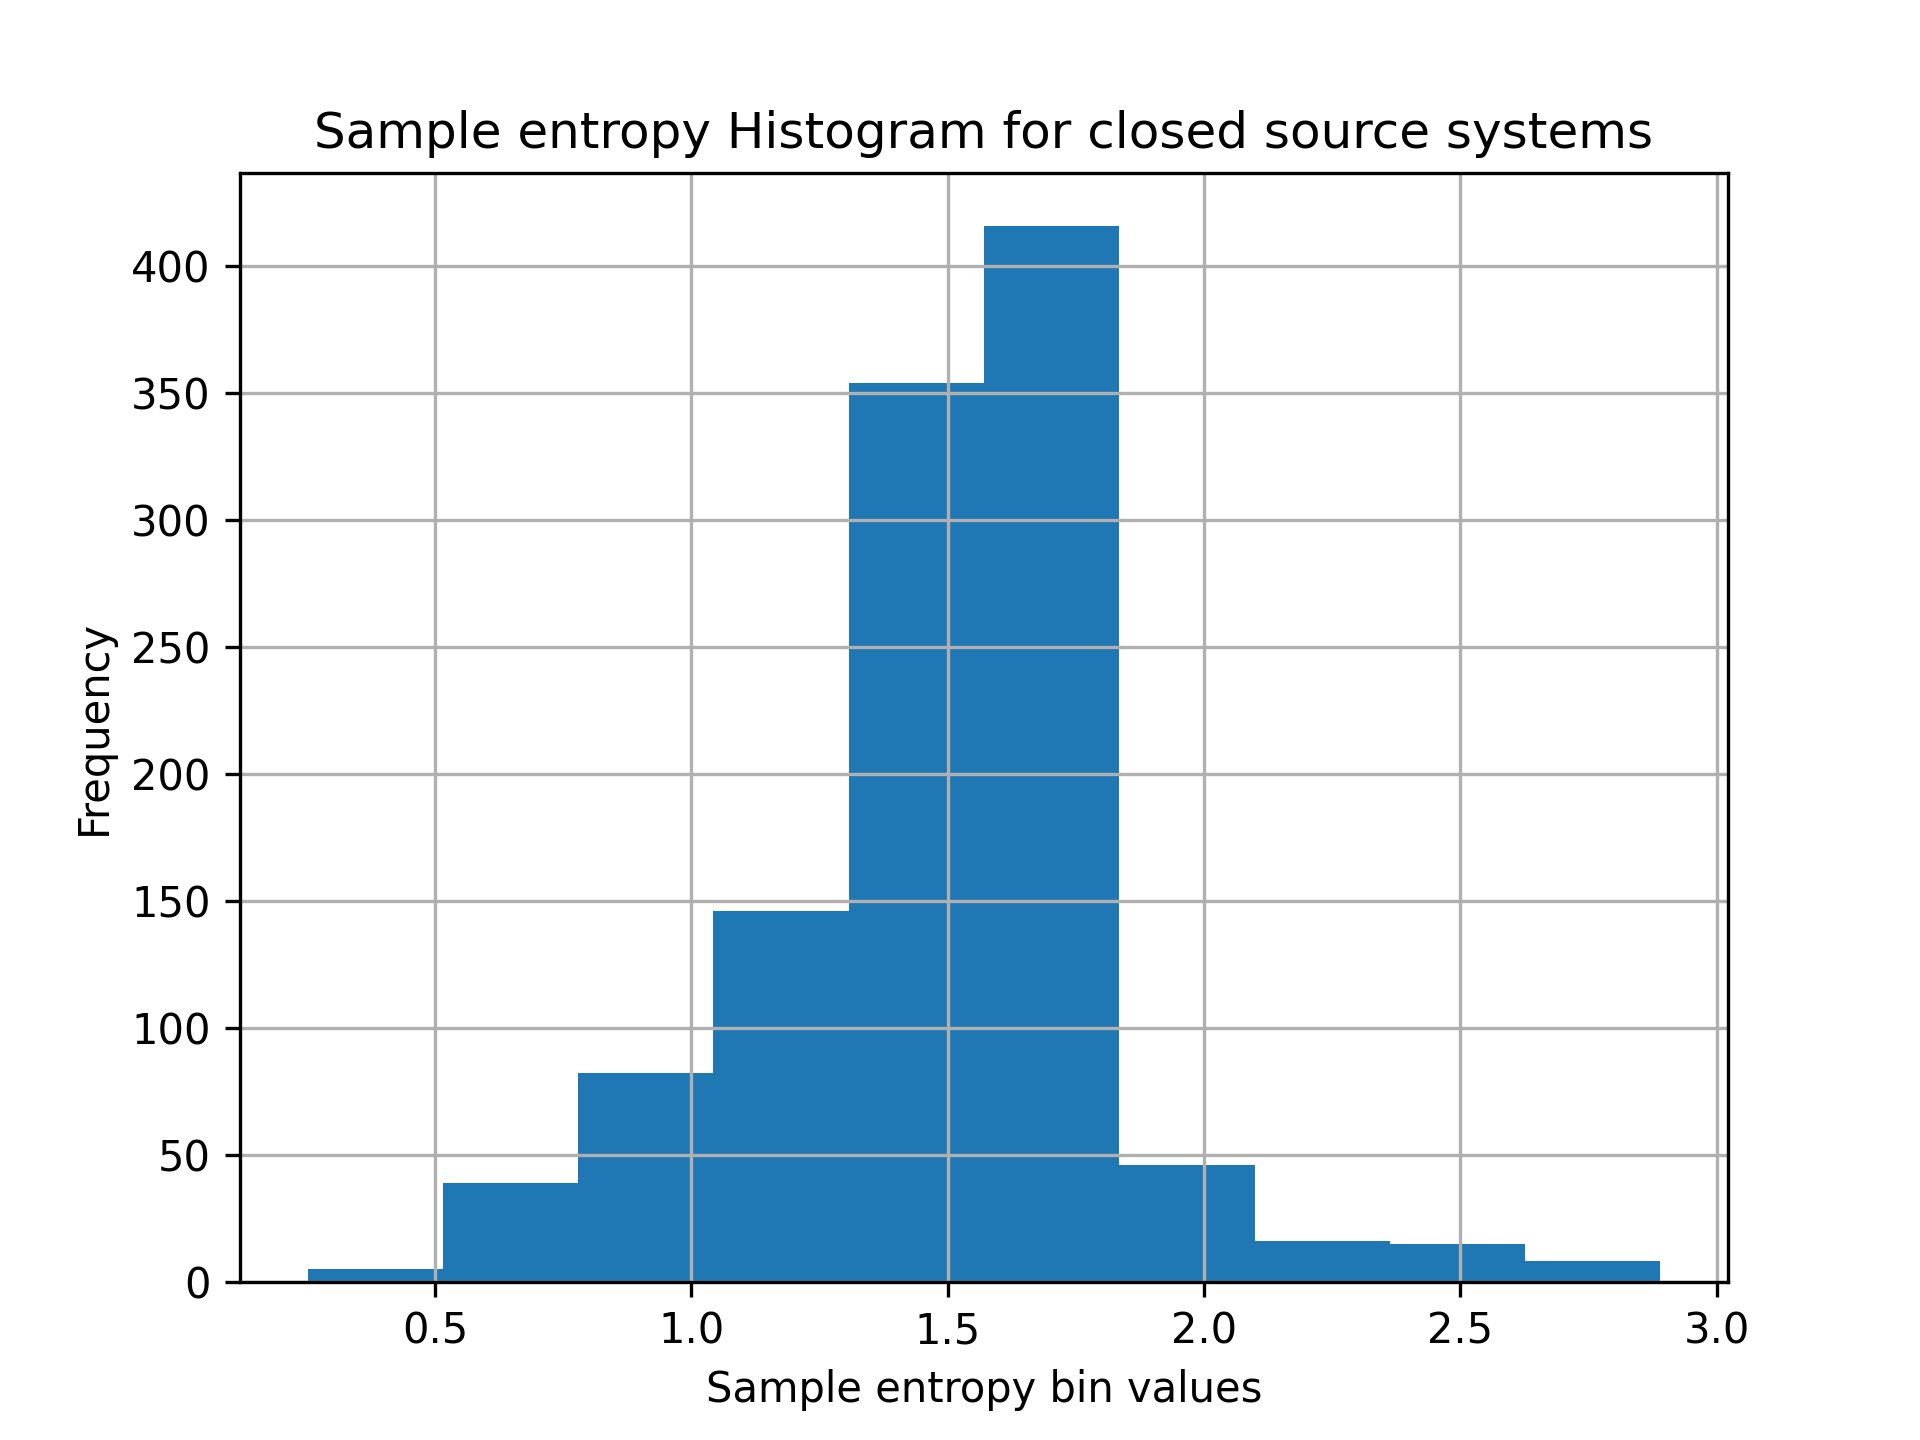 Sample entropy Histogram for closed source systems
400
350
300
250
200
150
100
50
0
Frequency
0.5 1.0 1.5 2.0 2.5 3.0
Sample entropy bin values